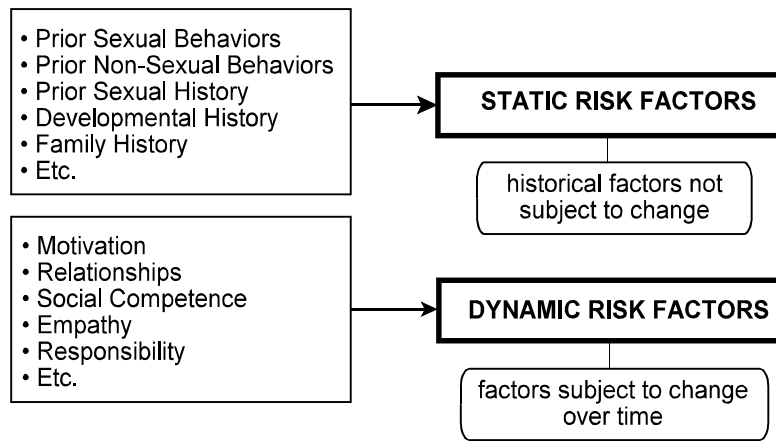 • Prior Sexual Behaviors
• Prior Non-Sexual Behaviors
• Prior Sexual History
• Developmental History
• Family History
• Etc.
STATIC RISK FACTORS
historical factors not
subject to change
• Motivation
• Relationships
• Social Competence
• Empathy
• Responsibility
• Etc.
DYNAMIC RISK FACTORS
factors subject to change
over time